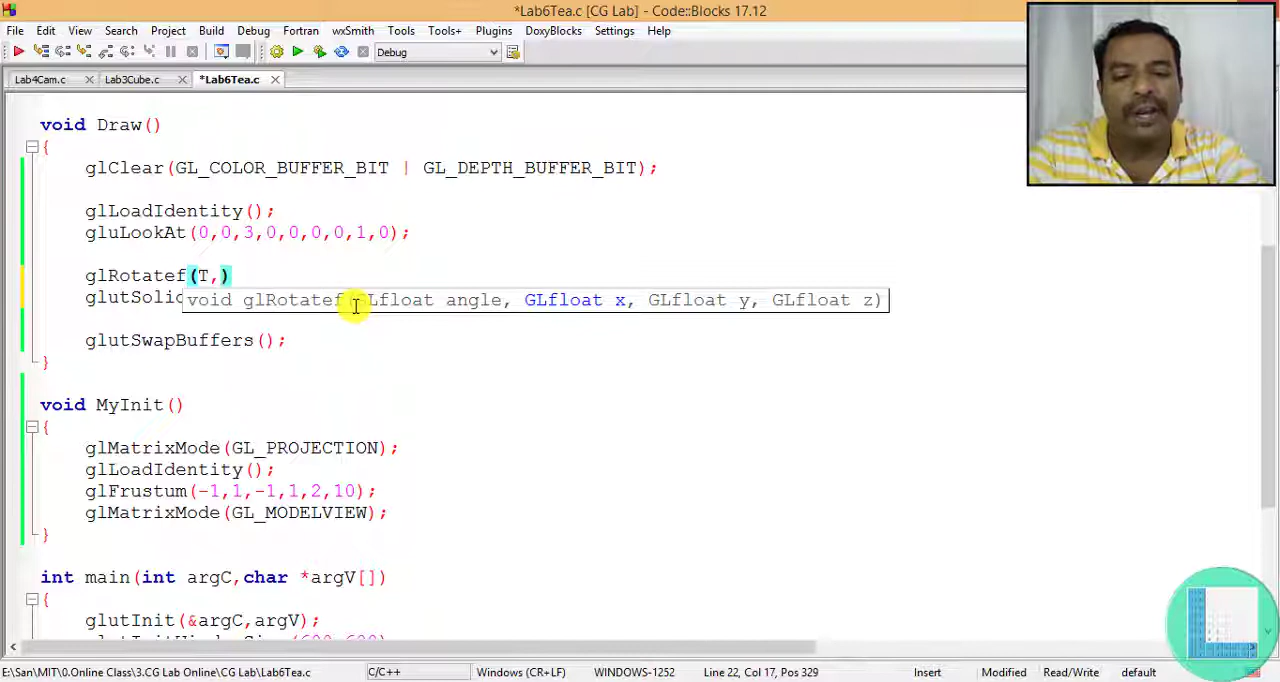 *Lab6Tea.c [CG Lab] - Code::Blocks 17.12
File Edit View Search Project Build Debug Fortran wxSmith Tools Tools+ Plugins DoxyBlocks Settings Help
Debug
Lab4Cam.c Lab3Cube.c *Lab6Tea.c
void Draw()
{
glClear(GL_COLOR_BUFFER_BIT | GL_DEPTH_BUFFER_BIT);
glLoadIdentity();
gluLookAt(0,0,3,0,0,0,0,1,0);
glRotatef(T,)
glutSolid
void glRotatef(GLfloat angle, GLfloat x, GLfloat y, GLfloat z)
glutSwapBuffers();
}
void MyInit()
{
glMatrixMode(GL_PROJECTION);
glLoadIdentity();
glFrustum(-1,1,-1,1,2,10);
glMatrixMode(GL_MODELVIEW);
}
int main(int argC,char *argV[])
{
glutInit(&argC,argV);
E:\San\MIT\0.Online Class\3.CG Lab Online\CG Lab\Lab6Tea.c C/C++ Windows (CR+LF) WINDOWS-1252 Line 22, Col 17, Pos 329 Insert Modified Read/Write default